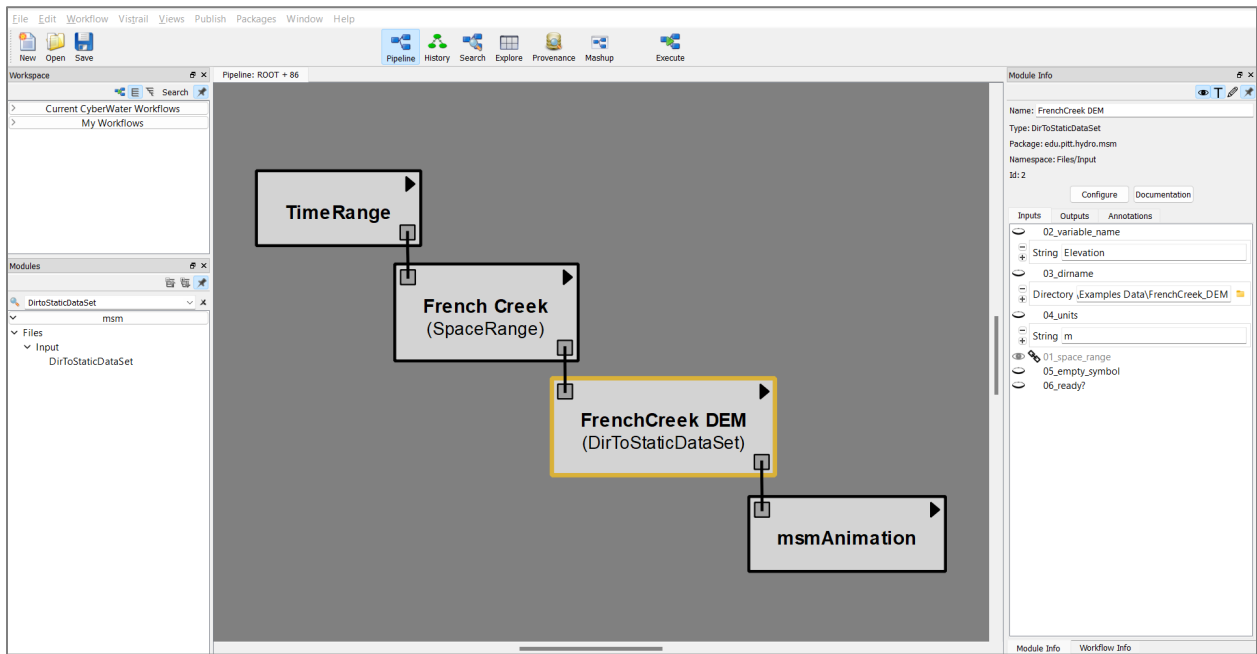 File Edit Workflow Vistrail Views Publish Packages Window Help
New Open Save
Pipeline History Search Explore Provenance Mashup Execute
Workspace
Search
Current CyberWater Workflows
My Workflows
Modules
DirtoStaticDataSet
msm
Files
Input
DirToStaticDataSet
Pipeline: ROOT + 86
TimeRange
French Creek
(SpaceRange)
FrenchCreek DEM
(DirToStaticDataSet)
msmAnimation
Module Info
Name: FrenchCreek DEM
Type: DirToStaticDataSet
Package: edu.pitt.hydro.msm
Namespace: Files/Input
Id: 2
Configure Documentation
Inputs Outputs Annotations
02_variable_name
String Elevation
03_dirname
Directory \Examples Data\FrenchCreek_DEM
04_units
String m
01_space_range
05_empty_symbol
06_ready?
Module Info Workflow Info